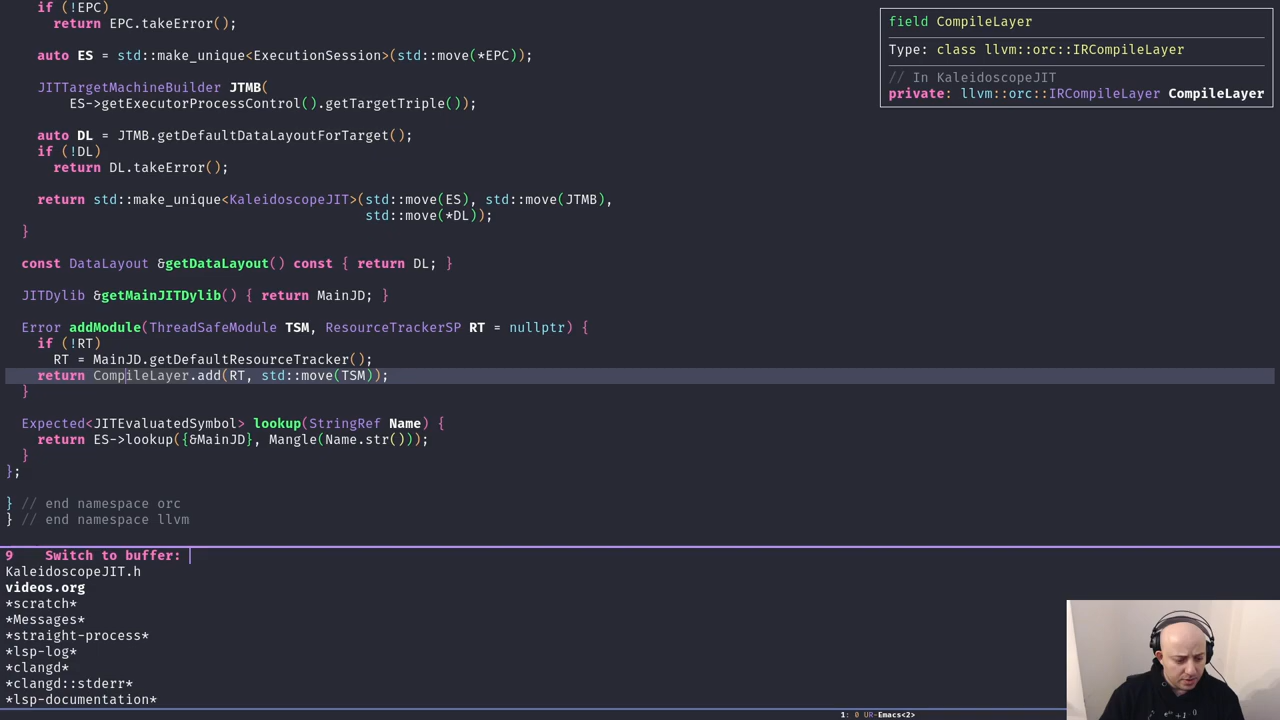 if (!EPC)
return EPC.takeError();
auto ES = std::make_unique<ExecutionSession>(std::move(*EPC));
JITTargetMachineBuilder JTMB(
ES->getExecutorProcessControl().getTargetTriple());
auto DL = JTMB.getDefaultDataLayoutForTarget();
if (!DL)
return DL.takeError();
return std::make_unique<KaleidoscopeJIT>(std::move(ES), std::move(JTMB),
std::move(*DL));
}
const DataLayout &getDataLayout() const { return DL; }
JITDylib &getMainJITDylib() { return MainJD; }
Error addModule(ThreadSafeModule TSM, ResourceTrackerSP RT = nullptr) {
if (!RT)
RT = MainJD.getDefaultResourceTracker();
return CompileLayer.add(RT, std::move(TSM));
}
Expected<JITEvaluatedSymbol> lookup(StringRef Name) {
return ES->lookup({&MainJD}, Mangle(Name.str()));
}
};
} // end namespace orc
} // end namespace llvm
field CompileLayer
Type: class llvm::orc::IRCompileLayer
// In KaleidoscopeJIT
private: llvm::orc::IRCompileLayer CompileLayer
9 Switch to buffer:
KaleidoscopeJIT.h
videos.org
*scratch*
*Messages*
*straight-process*
*lsp-log*
*clangd*
*clangd::stderr*
*lsp-documentation*
1: 0 UR-Emacs<2>